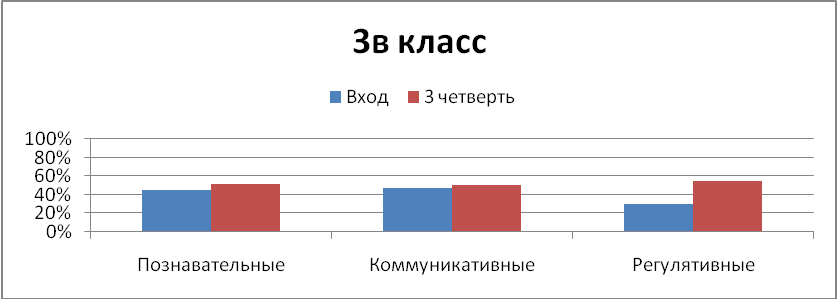 3в класс
Вход 3 четверть
100%
80%
60%
40%
20%
0%
Познавательные Коммуникативные Регулятивные